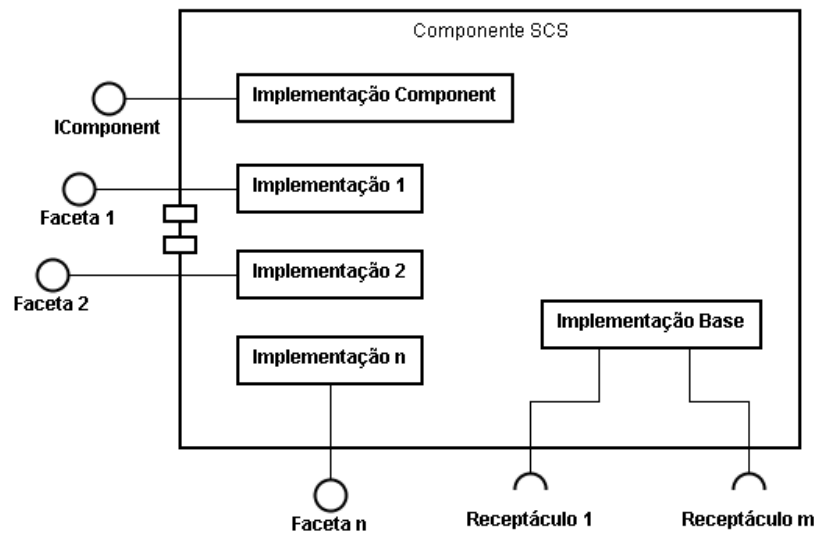 Componente SCS
Implementação Component
IComponent
Implementação 1
Faceta 1
Implementação 2
Faceta 2
Implementação Base
Implementação n
Faceta n
Receptáculo 1
Receptáculo m